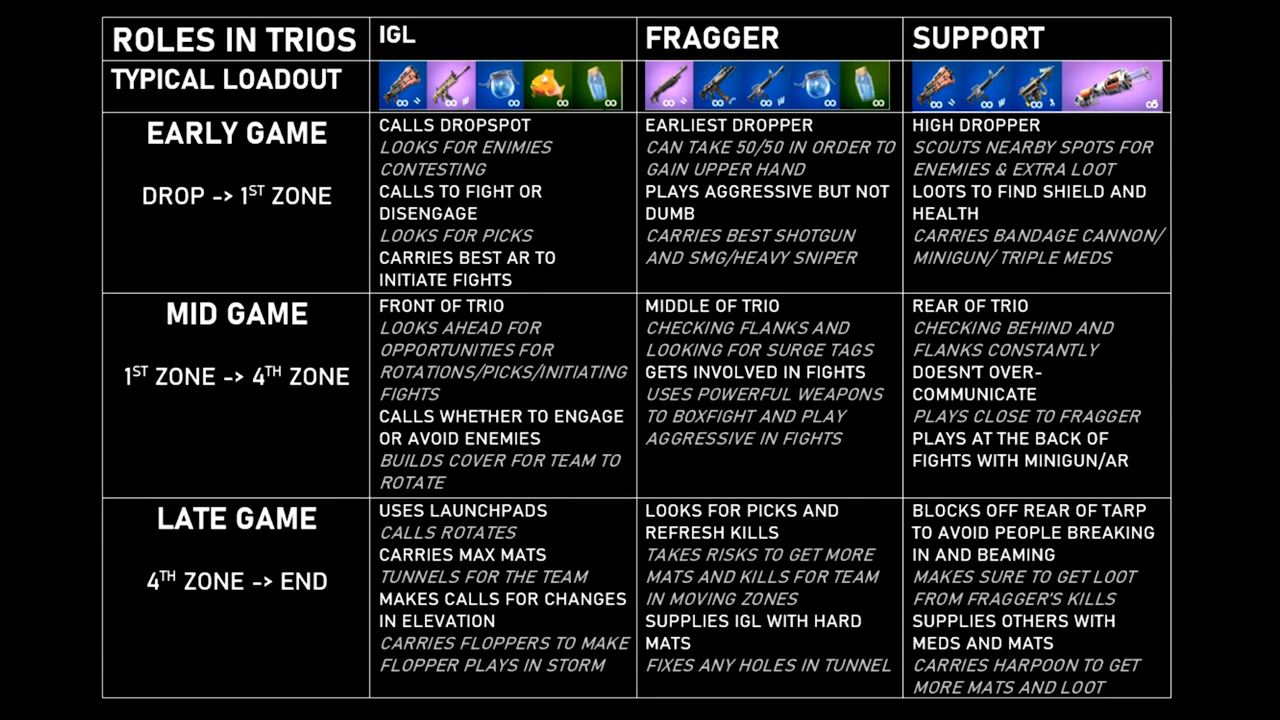 ROLES IN TRIOS
IGL
FRAGGER
SUPPORT
TYPICAL LOADOUT
EARLY GAME
DROP -> 1ST ZONE
CALLS DROPSPOT
LOOKS FOR ENIMIES
CONTESTING
CALLS TO FIGHT OR
DISENGAGE
LOOKS FOR PICKS
CARRIES BEST AR TO
INITIATE FIGHTS
EARLIEST DROPPER
CAN TAKE 50/50 IN ORDER TO
GAIN UPPER HAND
PLAYS AGGRESSIVE BUT NOT
DUMB
CARRIES BEST SHOTGUN
AND SMG/HEAVY SNIPER
HIGH DROPPER
SCOUTS NEARBY SPOTS FOR
ENEMIES & EXTRA LOOT
LOOTS TO FIND SHIELD AND
HEALTH
CARRIES BANDAGE CANNON/
MINIGUN/ TRIPLE MEDS
MID GAME
1ST ZONE -> 4TH ZONE
FRONT OF TRIO
LOOKS AHEAD FOR
OPPORTUNITIES FOR
ROTATIONS/PICKS/INITIATING
FIGHTS
CALLS WHETHER TO ENGAGE
OR AVOID ENEMIES
BUILDS COVER FOR TEAM TO
ROTATE
MIDDLE OF TRIO
CHECKING FLANKS AND
LOOKING FOR SURGE TAGS
GETS INVOLVED IN FIGHTS
USES POWERFUL WEAPONS
TO BOXFIGHT AND PLAY
AGGRESSIVE IN FIGHTS
REAR OF TRIO
CHECKING BEHIND AND
FLANKS CONSTANTLY
DOESN'T OVER-
COMMUNICATE
PLAYS CLOSE TO FRAGGER
PLAYS AT THE BACK OF
FIGHTS WITH MINIGUN/AR
LATE GAME
4TH ZONE -> END
USES LAUNCHPADS
CALLS ROTATES
CARRIES MAX MATS
TUNNELS FOR THE TEAM
MAKES CALLS FOR CHANGES
IN ELEVATION
CARRIES FLOPPERS TO MAKE
FLOPPER PLAYS IN STORM
LOOKS FOR PICKS AND
REFRESH KILLS
TAKES RISKS TO GET MORE
MATS AND KILLS FOR TEAM
IN MOVING ZONES
SUPPLIES IGL WITH HARD
MATS
FIXES ANY HOLES IN TUNNEL
BLOCKS OFF REAR OF TARP
TO AVOID PEOPLE BREAKING
IN AND BEAMING
MAKES SURE TO GET LOOT
FROM FRAGGER'S KILLS
SUPPLIES OTHERS WITH
MEDS AND MATS
CARRIES HARPOON TO GET
MORE MATS AND LOOT